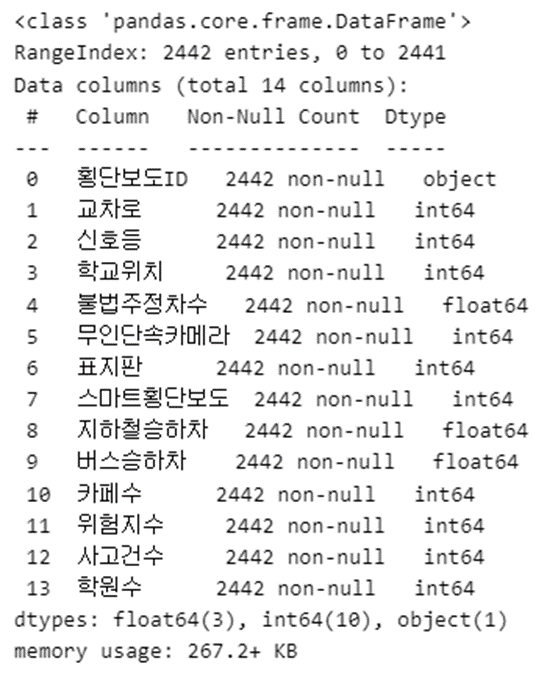 <class 'pandas.core.frame.DataFrame'>
RangeIndex: 2442 entries, 0 to 2441
Data columns (total 14 columns):
#   Column   Non-Null Count  Dtype
---  ------   --------------  -----
0   횡단보도ID   2442 non-null   object
1   교차로   2442 non-null   int64
2   신호등   2442 non-null   int64
3   학교위치   2442 non-null   int64
4   불법주정차수   2442 non-null   float64
5   무인단속카메라   2442 non-null   int64
6   표지판   2442 non-null   int64
7   스마트횡단보도   2442 non-null   int64
8   지하철승하차   2442 non-null   float64
9   버스승하차   2442 non-null   float64
10   카페수   2442 non-null   int64
11   위험지수   2442 non-null   int64
12   사고건수   2442 non-null   int64
13   학원수   2442 non-null   int64
dtypes: float64(3), int64(10), object(1)
memory usage: 267.2+ KB